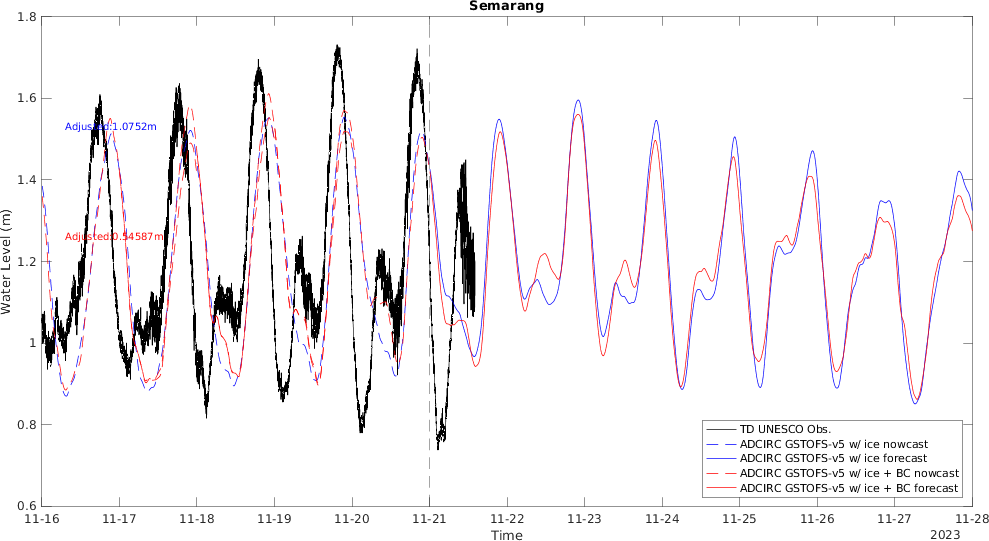 Semarang
1.8
1.6
1.4
1.2
1
0.8
0.6
Water Level (m)
Adjusted:1.0752m
Adjusted:0.54587m
TD UNESCO Obs.
ADCIRC GSTOFS-v5 w/ ice nowcast
ADCIRC GSTOFS-v5 w/ ice forecast
ADCIRC GSTOFS-v5 w/ ice + BC nowcast
ADCIRC GSTOFS-v5 w/ ice + BC forecast
11-16 11-17 11-18 11-19 11-20 11-21 11-22 11-23 11-24 11-25 11-26 11-27 11-28
Time
2023